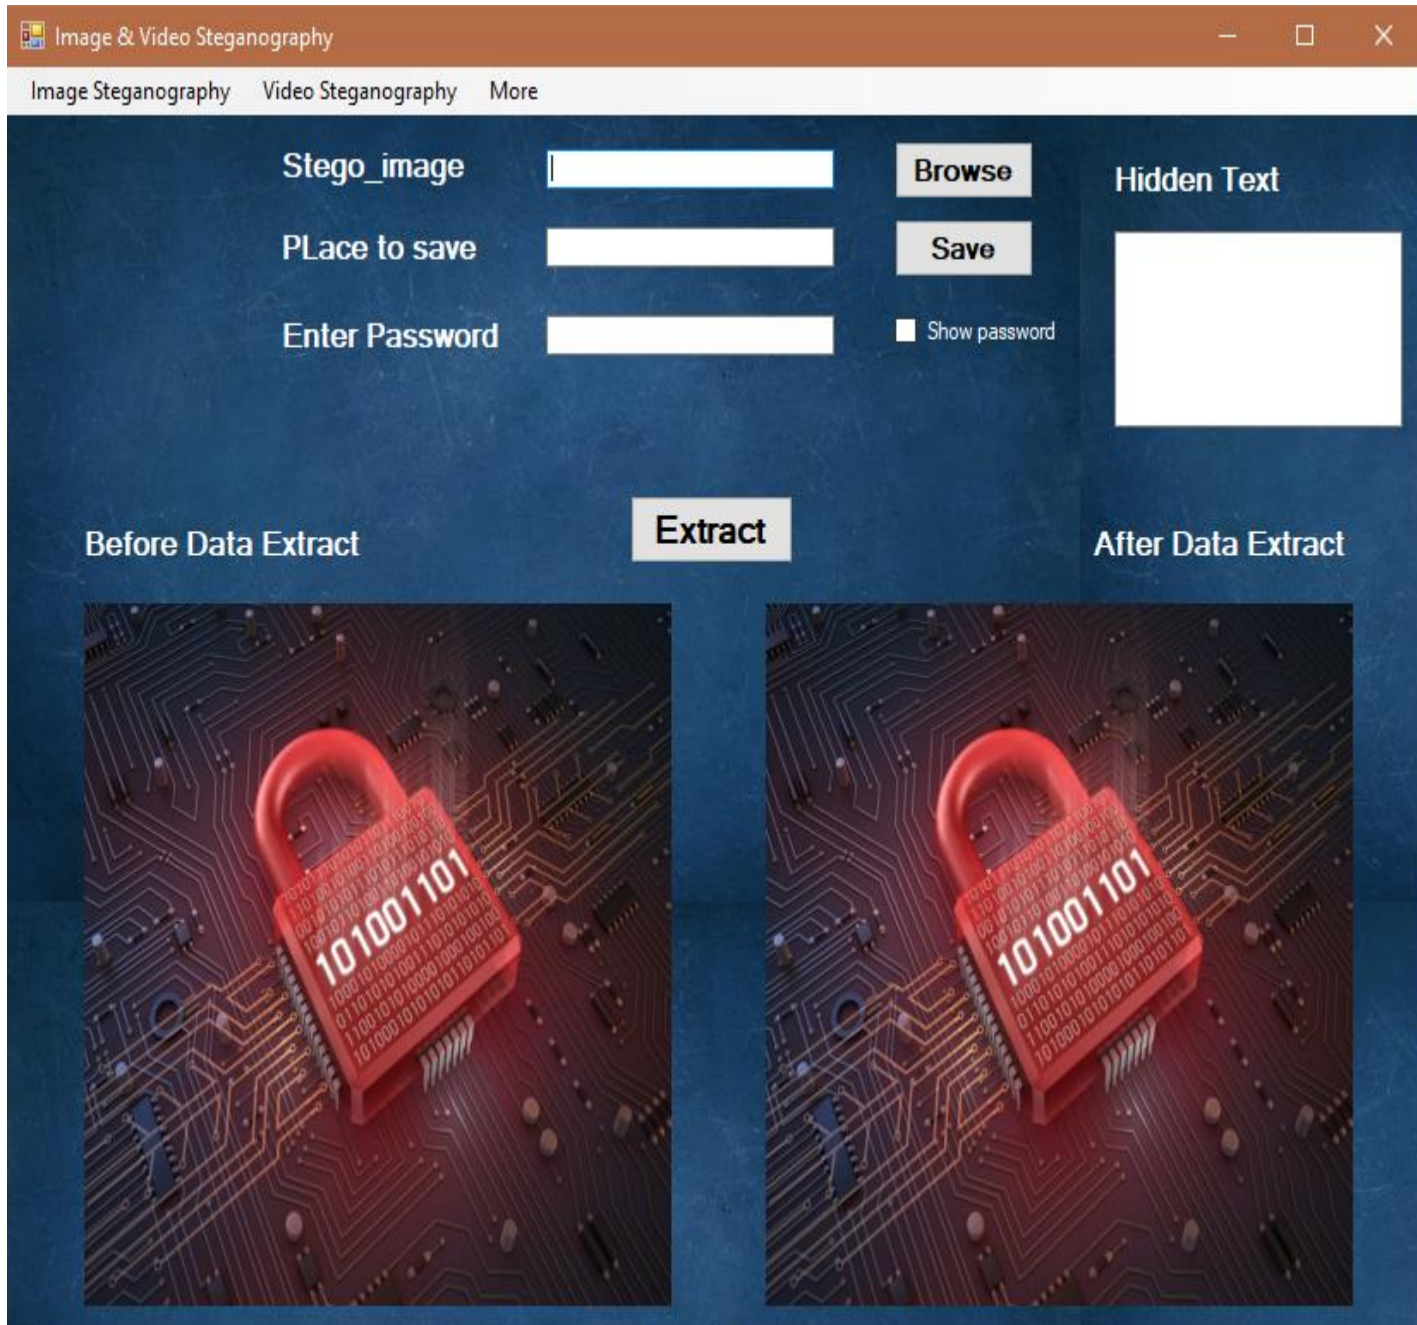 Image & Video Steganography
Image Steganography Video Steganography More
Stego_image
Browse
Hidden Text
PLace to save
Save
Enter Password
Show password
Extract
Before Data Extract
After Data Extract
101001101
101001101